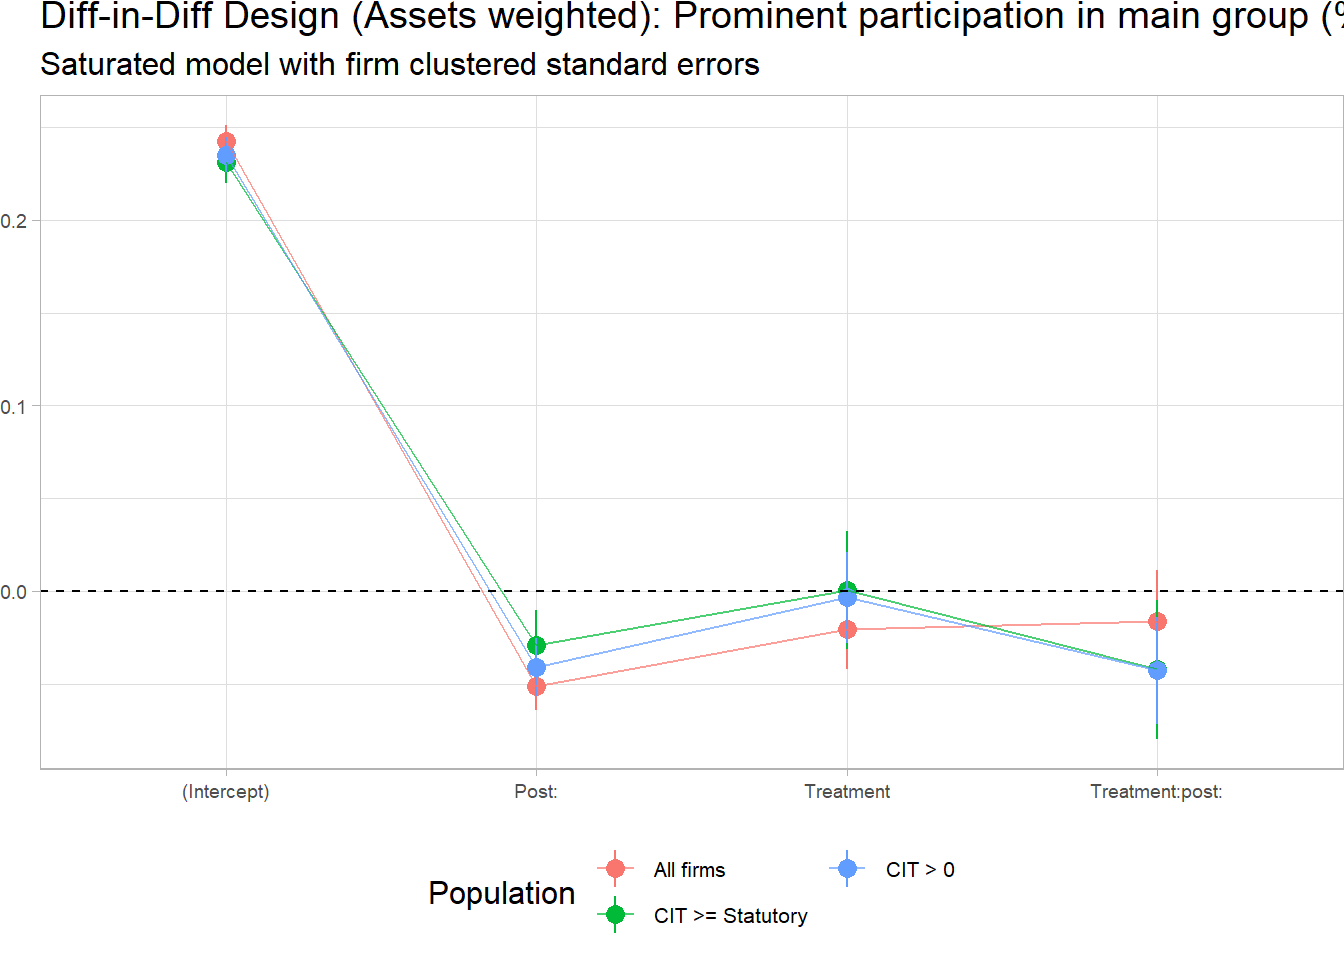 Diff-in-Diff Design (Assets weighted): Prominent participation in main group (%
Saturated model with firm clustered standard errors
0.2
0.1
0.0
(Intercept) Post: Treatment Treatment:post:
Population
All firms CIT > 0
CIT >= Statutory